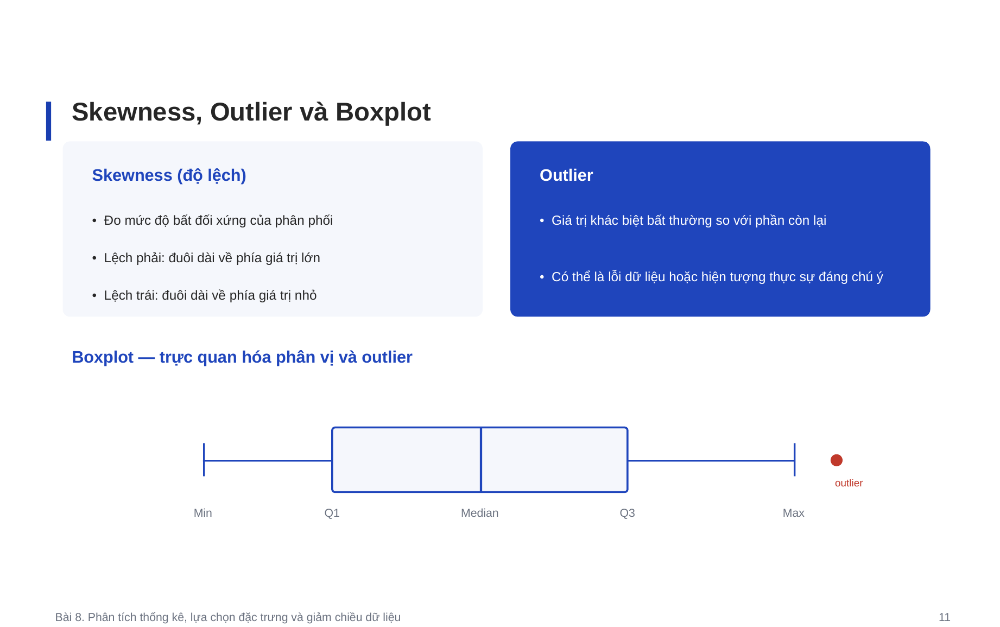 Skewness, Outlier và Boxplot
Skewness (độ lệch)
• Đo mức độ bất đối xứng của phân phối
• Lệch phải: đuôi dài về phía giá trị lớn
• Lệch trái: đuôi dài về phía giá trị nhỏ
Outlier
• Giá trị khác biệt bất thường so với phần còn lại
• Có thể là lỗi dữ liệu hoặc hiện tượng thực sự đáng chú ý
Boxplot — trực quan hóa phân vị và outlier
outlier
Min
Q1
Median
Q3
Max
Bài 8. Phân tích thống kê, lựa chọn đặc trưng và giảm chiều dữ liệu
11